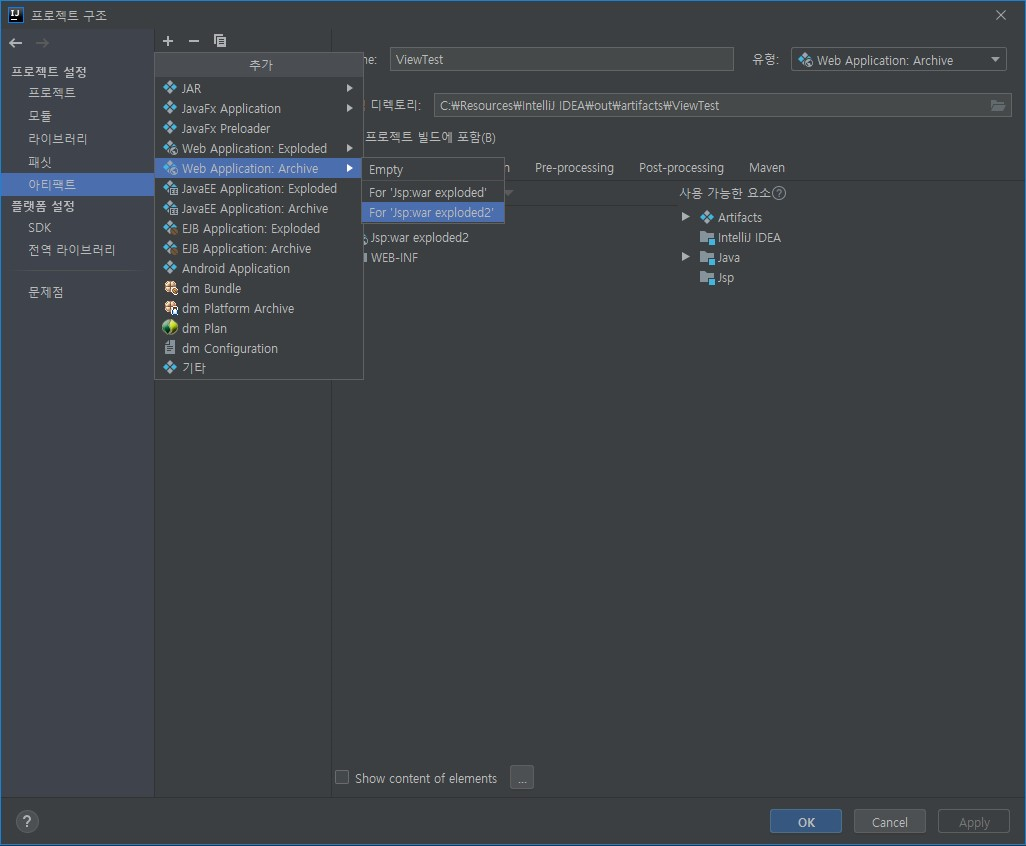 프로젝트 구조
프로젝트 설정
프로젝트
모듈
라이브러리
패싯
아티팩트
플랫폼 설정
SDK
전역 라이브러리
문제점
추가
JAR
JavaFx Application
JavaFx Preloader
Web Application: Exploded
Web Application: Archive
JavaEE Application: Exploded
JavaEE Application: Archive
EJB Application: Exploded
EJB Application: Archive
Android Application
dm Bundle
dm Platform Archive
dm Plan
dm Configuration
기타
Empty
For 'Jsp:war exploded'
For 'Jsp:war exploded2'
ViewTest
유형: Web Application: Archive
디렉토리: C:₩Resources₩IntelliJ IDEA₩out₩artifacts₩ViewTest
프로젝트 빌드에 포함(B)
Pre-processing Post-processing Maven
사용 가능한 요소
Jsp:war exploded2
WEB-INF
Artifacts
IntelliJ IDEA
Java
Jsp
Show content of elements ...
? OK Cancel Apply